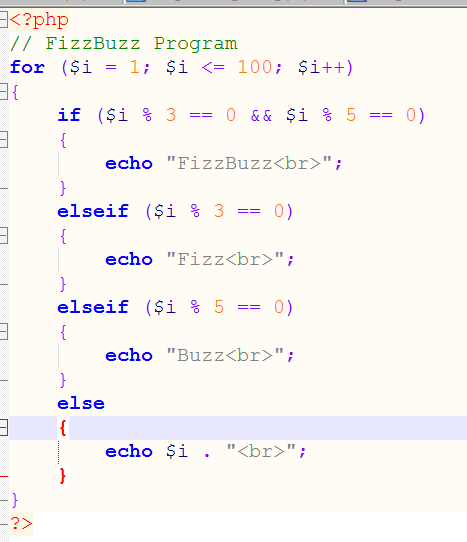 <?php
// FizzBuzz Program
for ($i = 1; $i <= 100; $i++)
{
    if ($i % 3 == 0 && $i % 5 == 0)
    {
        echo "FizzBuzz<br>";
    }
    elseif ($i % 3 == 0)
    {
        echo "Fizz<br>";
    }
    elseif ($i % 5 == 0)
    {
        echo "Buzz<br>";
    }
    else
    {
        echo $i . "<br>";
    }
}
?>